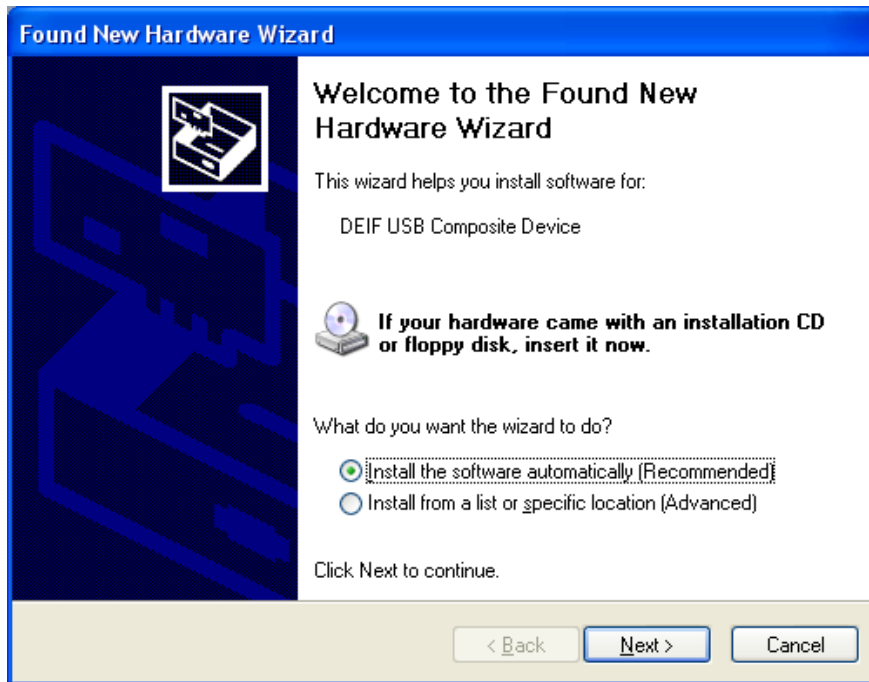 Found New Hardware Wizard
Welcome to the Found New
Hardware Wizard
This wizard helps you install software for:
DEIF USB Composite Device
If your hardware came with an installation CD
or floppy disk, insert it now.
What do you want the wizard to do?
Install the software automatically (Recommended)
Install from a list or specific location (Advanced)
Click Next to continue.
< Back Next > Cancel